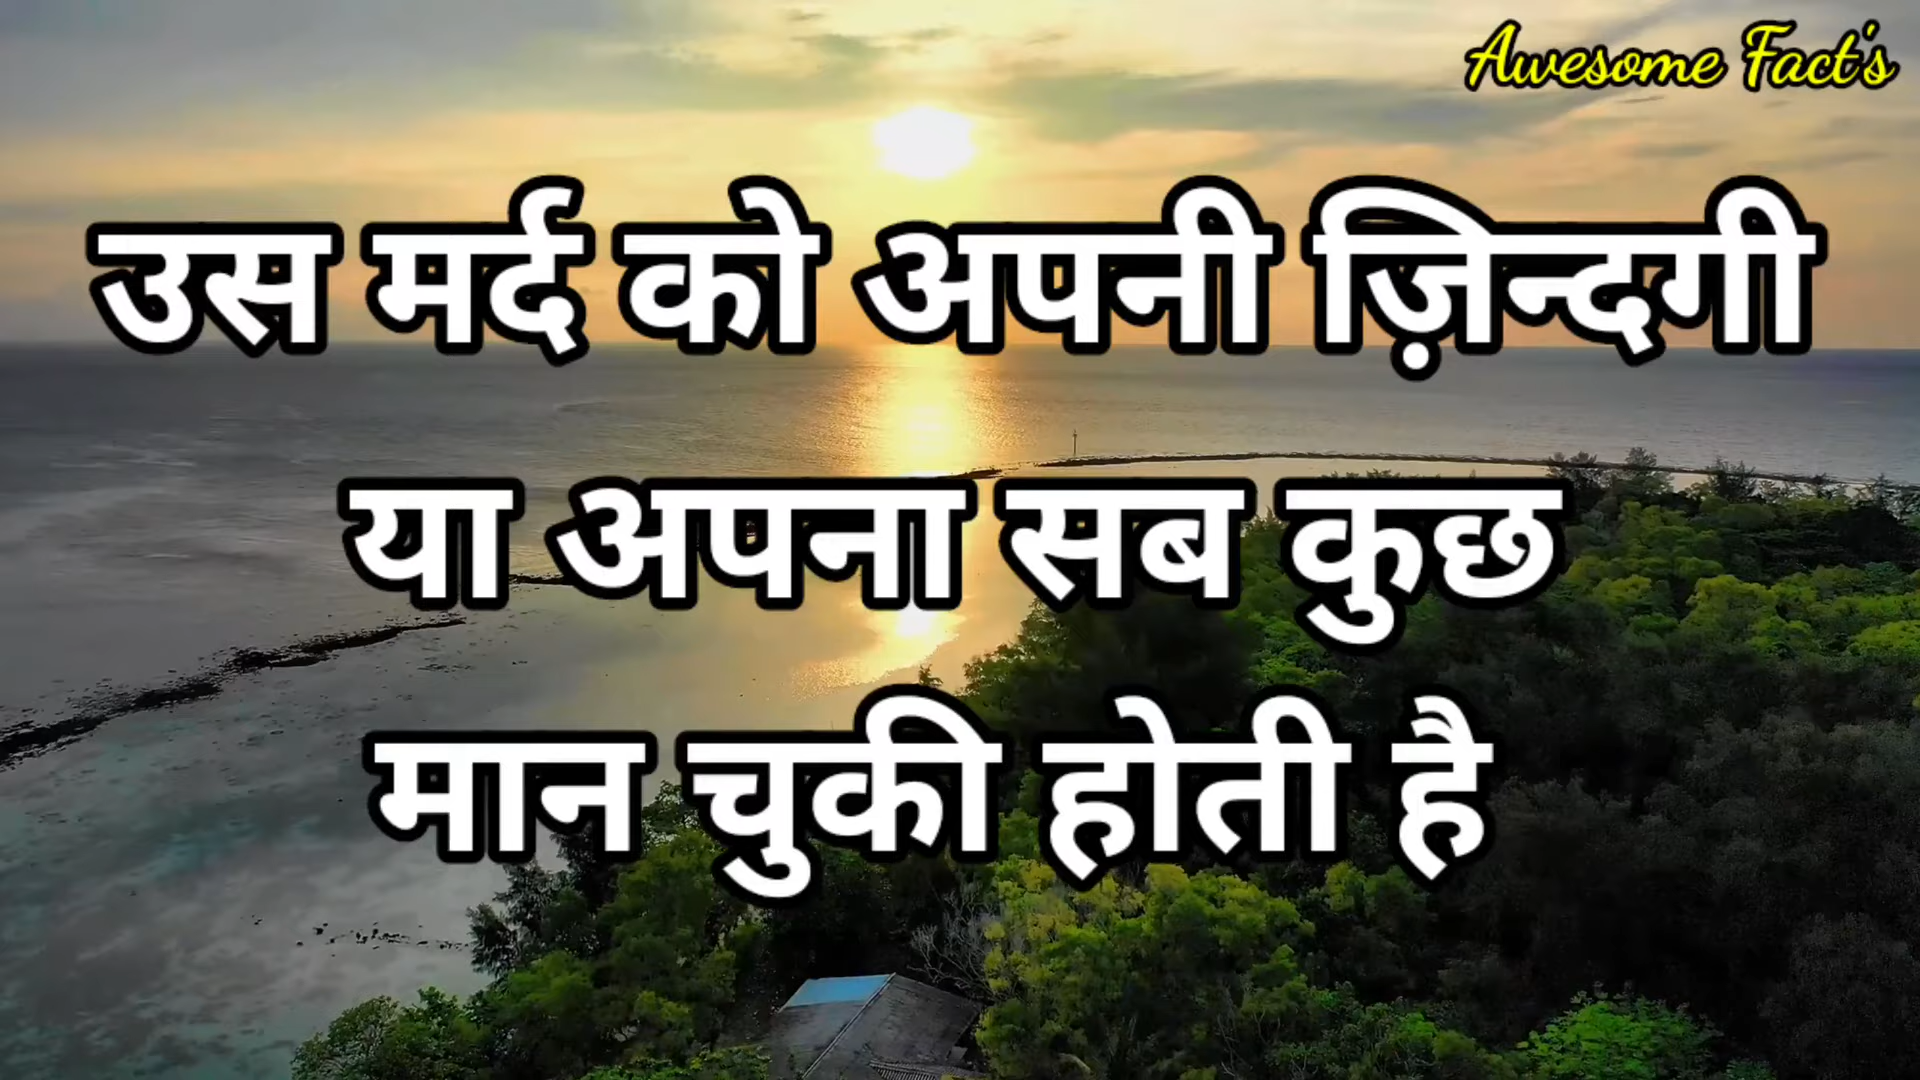 Awesome Fact's
उस मर्द को अपनी ज़िन्दगी
या अपना सब कुछ
मान चुकी होती है